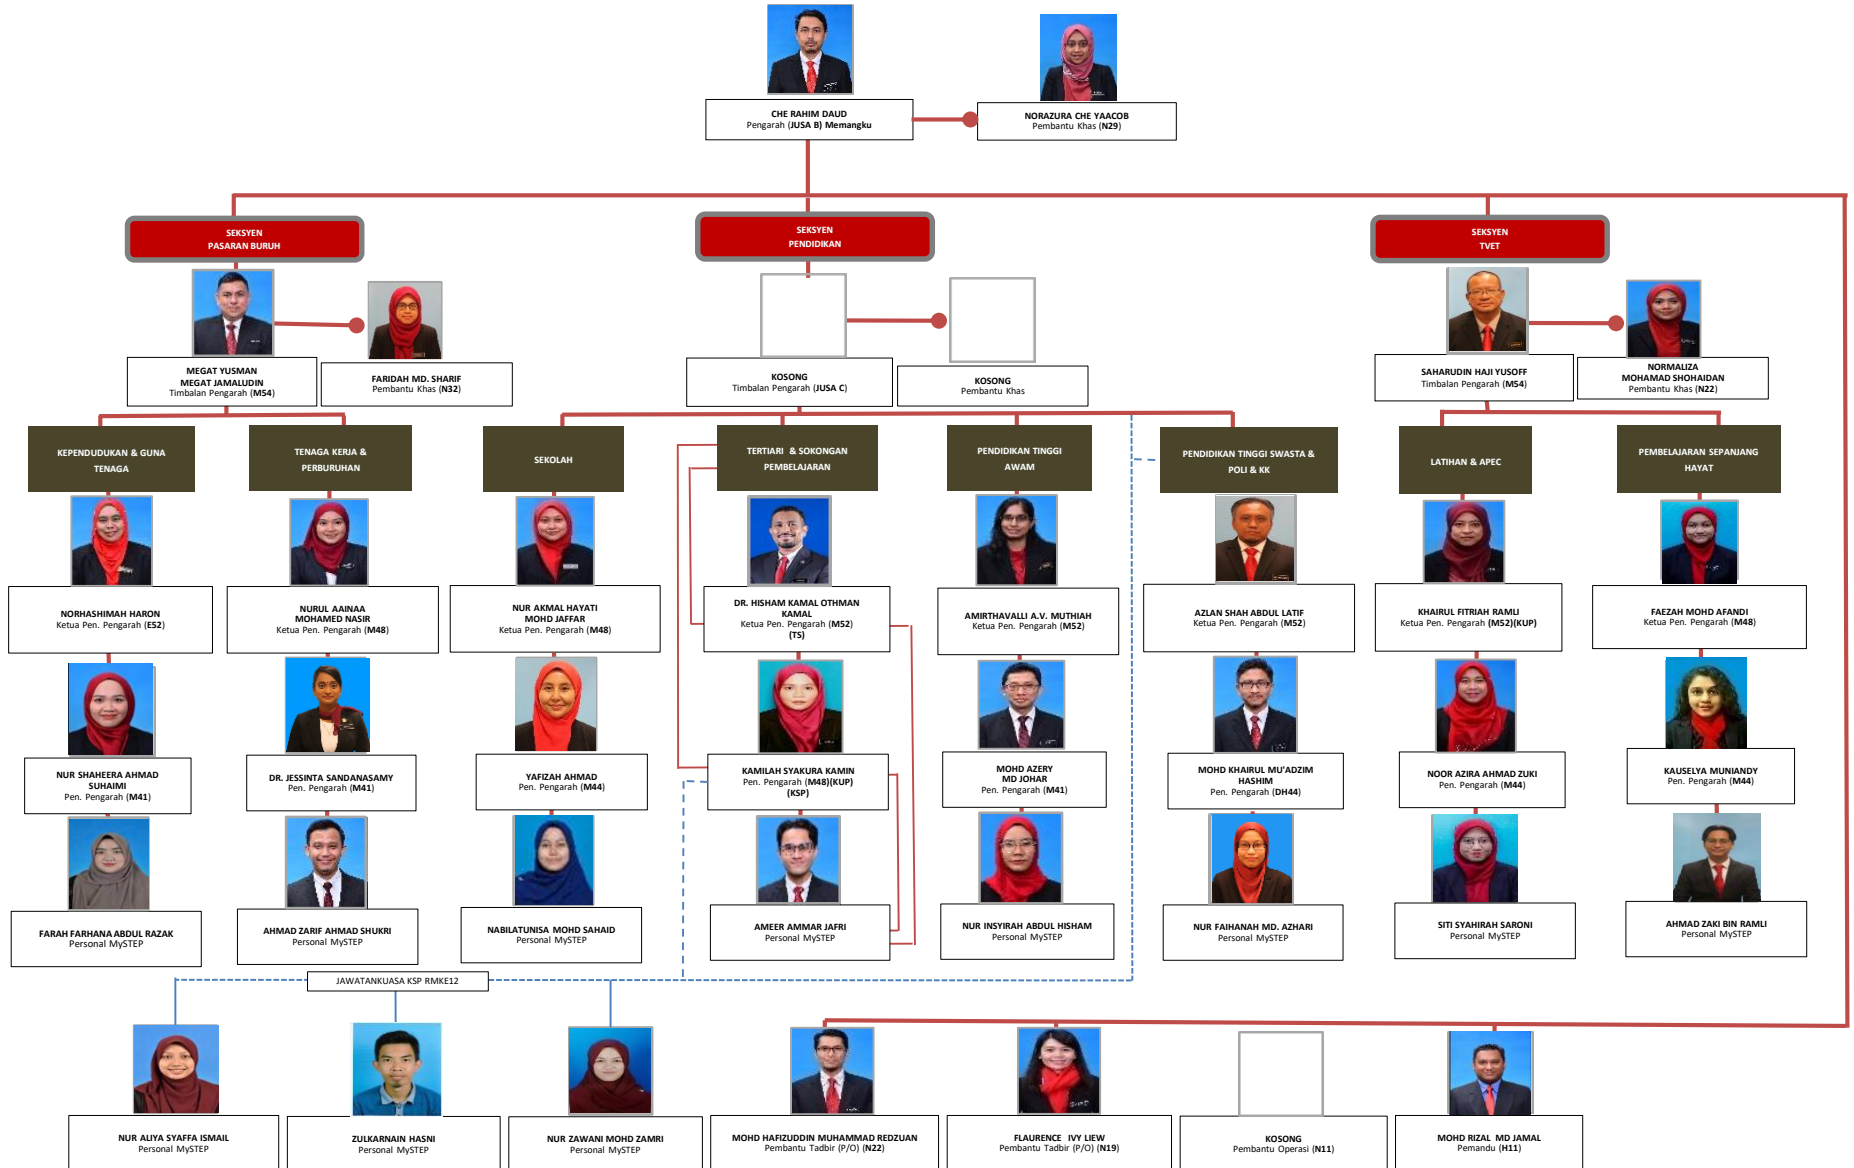 CHE RAHIM DAUD
Pengarah (JUSA B) Memangku
NORAZURA CHE YAACOB
Pembantu Khas (N29)
SEKSYEN
PASARAN BURUH
SEKSYEN
PENDIDIKAN
SEKSYEN
TVET
MEGAT YUSMAN
MEGAT JAMALUDIN
Timbalan Pengarah (M54)
FARIDAH MD. SHARIF
Pembantu Khas (N32)
KOSONG
Timbalan Pengarah (JUSA C)
KOSONG
Pembantu Khas
SAHARUDIN HAJI YUSOFF
Timbalan Pengarah (M54)
NORMALIZA
MOHAMAD SHOHAIDAN
Pembantu Khas (N22)
KEPENDUDUKAN & GUNA
TENAGA
TENAGA KERJA &
PERBURUHAN
SEKOLAH
TERTIARI & SOKONGAN
PEMBELAJARAN
PENDIDIKAN TINGGI
AWAM
PENDIDIKAN TINGGI SWASTA &
POLI & KK
LATIHAN & APEC
PEMBELAJARAN SEPANJANG
HAYAT
NORHASHIMAH HARON
Ketua Pen. Pengarah (E52)
NURUL AAINAA
MOHAMED NASIR
Ketua Pen. Pengarah (M48)
NUR AKMAL HAYATI
MOHD JAFFAR
Ketua Pen. Pengarah (M48)
DR. HISHAM KAMAL OTHMAN
KAMAL
Ketua Pen. Pengarah (M52)
(TS)
AMIRTHAVALLI A.V. MUTHIAH
Ketua Pen. Pengarah (M52)
AZLAN SHAH ABDUL LATIF
Ketua Pen. Pengarah (M52)
KHAIRUL FITRIAH RAMLI
Ketua Pen. Pengarah (M52)(KUP)
FAEZAH MOHD AFANDI
Ketua Pen. Pengarah (M48)
NUR SHAHEERA AHMAD
SUHAIMI
Pen. Pengarah (M41)
DR. JESSINTA SANDANASAMY
Pen. Pengarah (M41)
YAFIZAH AHMAD
Pen. Pengarah (M44)
KAMILAH SYAKURA KAMIN
Pen. Pengarah (M48)(KUP)
(KSP)
MOHD AZERY
MD JOHAR
Pen. Pengarah (M41)
MOHD KHAIRUL MU'ADZIM
HASHIM
Pen. Pengarah (DH44)
NOOR AZIRA AHMAD ZUKI
Pen. Pengarah (M44)
KAUSELYA MUNIANDY
Pen. Pengarah (M44)
FARAH FARHANA ABDUL RAZAK
Personal MySTEP
AHMAD ZARIF AHMAD SHUKRI
Personal MySTEP
NABILATUNISA MOHD SAHAID
Personal MySTEP
AMEER AMMAR JAFRI
Personal MySTEP
NUR INSYIRAH ABDUL HISHAM
Personal MySTEP
NUR FAIHANAH MD. AZHARI
Personal MySTEP
SITI SYAHIRAH SARONI
Personal MySTEP
AHMAD ZAKI BIN RAMLI
Personal MySTEP
JAWATANKUASA KSP RMKE12
NUR ALIYA SYAFFA ISMAIL
Personal MySTEP
ZULKARNAIN HASNI
Personal MySTEP
NUR ZAWANI MOHD ZAMRI
Personal MySTEP
MOHD HAFIZUDDIN MUHAMMAD REDZUAN
Pembantu Tadbir (P/O) (N22)
FLAURENCE IVY LIEW
Pembantu Tadbir (P/O) (N19)
KOSONG
Pembantu Operasi (N11)
MOHD RIZAL MD JAMAL
Pemandu (H11)